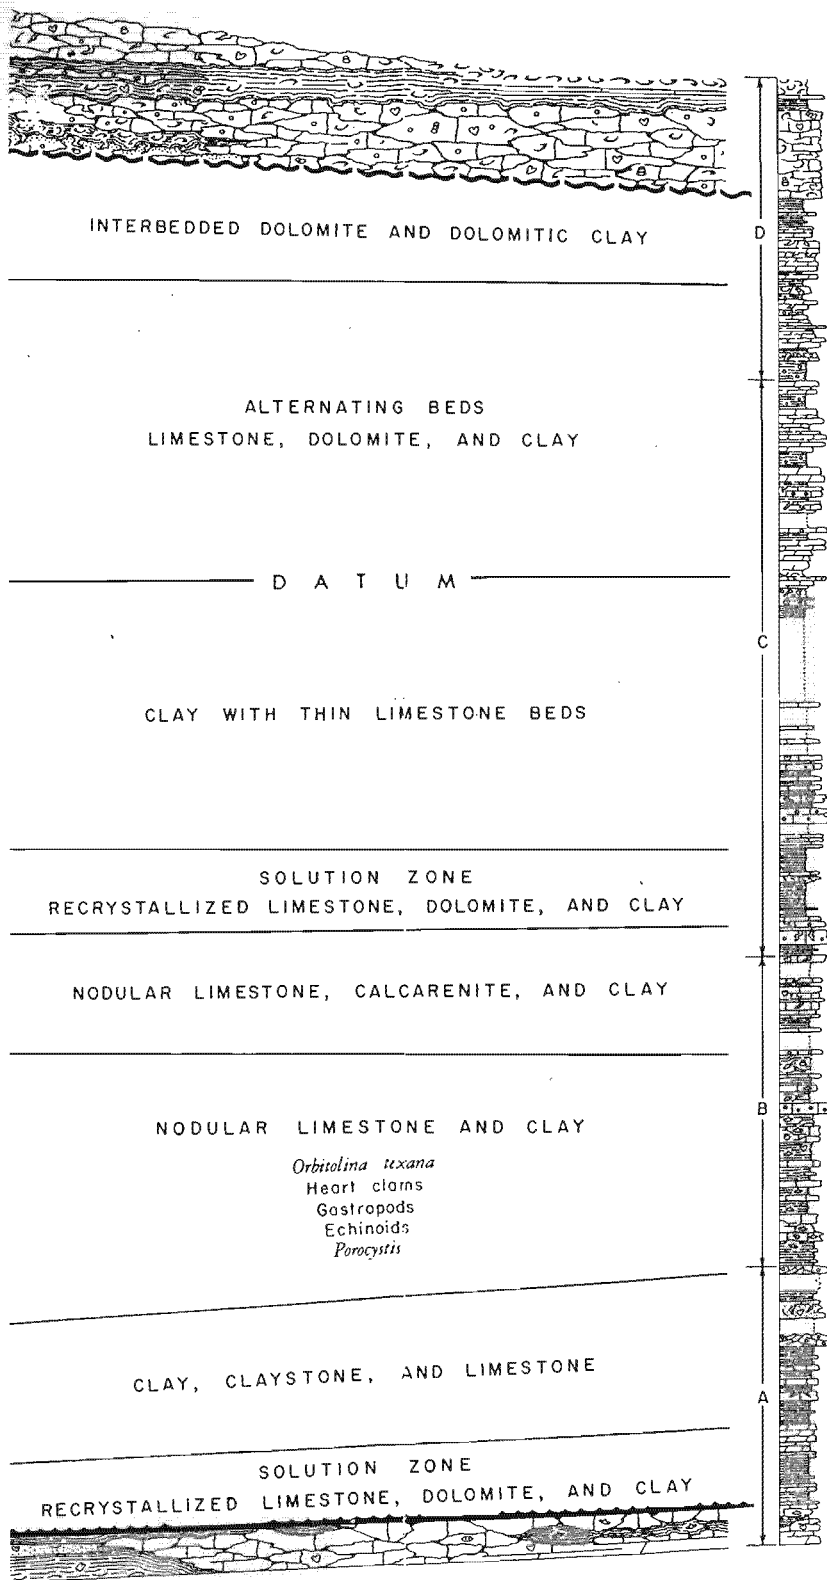 INTERBEDDED DOLOMITE AND DOLOMITIC CLAY
D
ALTERNATING BEDS
LIMESTONE, DOLOMITE, AND CLAY
DATUM
C
CLAY WITH THIN LIMESTONE BEDS
SOLUTION ZONE
RECRYSTALLIZED LIMESTONE, DOLOMITE, AND CLAY
NODULAR LIMESTONE, CALCARENITE, AND CLAY
B
NODULAR LIMESTONE AND CLAY
Orbitolina texana
Heart clams
Gastropods
Echinoids
Porocystis
CLAY, CLAYSTONE, AND LIMESTONE
A
SOLUTION ZONE
RECRYSTALLIZED LIMESTONE, DOLOMITE, AND CLAY